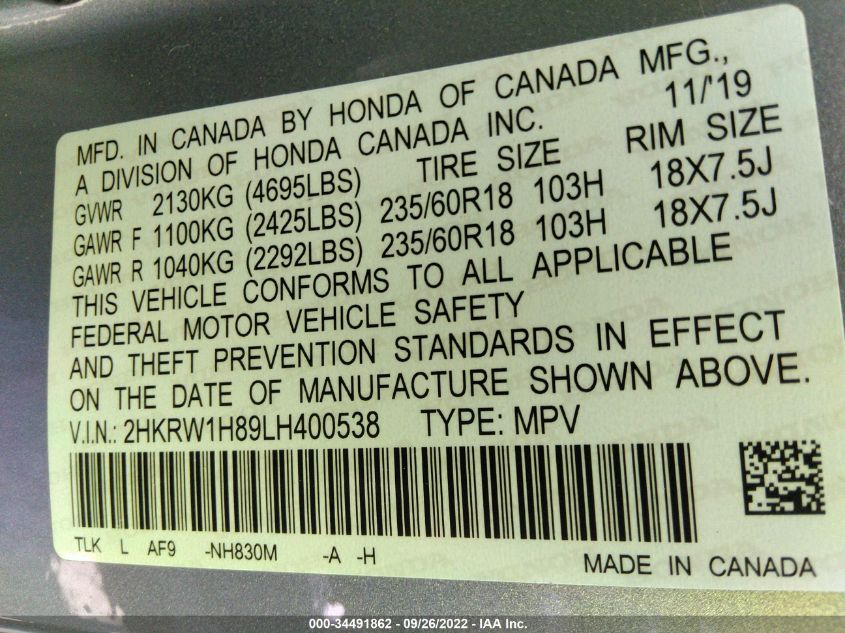 MFD. IN CANADA BY HONDA OF CANADA MFG.,
A DIVISION OF HONDA CANADA INC. 11/'19
GVWR 2130KG (4695LBS) TIRE SIZE RIM SIZE
GAWR F 1100KG (2425LBS) 235/60R18 103H 18X7.5J
GAWR R 1040KG (2292LBS) 235/60R18 103H 18X7.5J
THIS VEHICLE CONFORMS TO ALL APPLICABLE
FEDERAL MOTOR VEHICLE SAFETY
AND THEFT PREVENTION STANDARDS IN EFFECT
ON THE DATE OF MANUFACTURE SHOWN ABOVE.
V.I.N.: 2HKRW1H89LH400538 TYPE: MPV
TLK L AF9 -NH830M -A -H
MADE IN CANADA
000-34491862 - 09/26/2022 - IAA Inc.